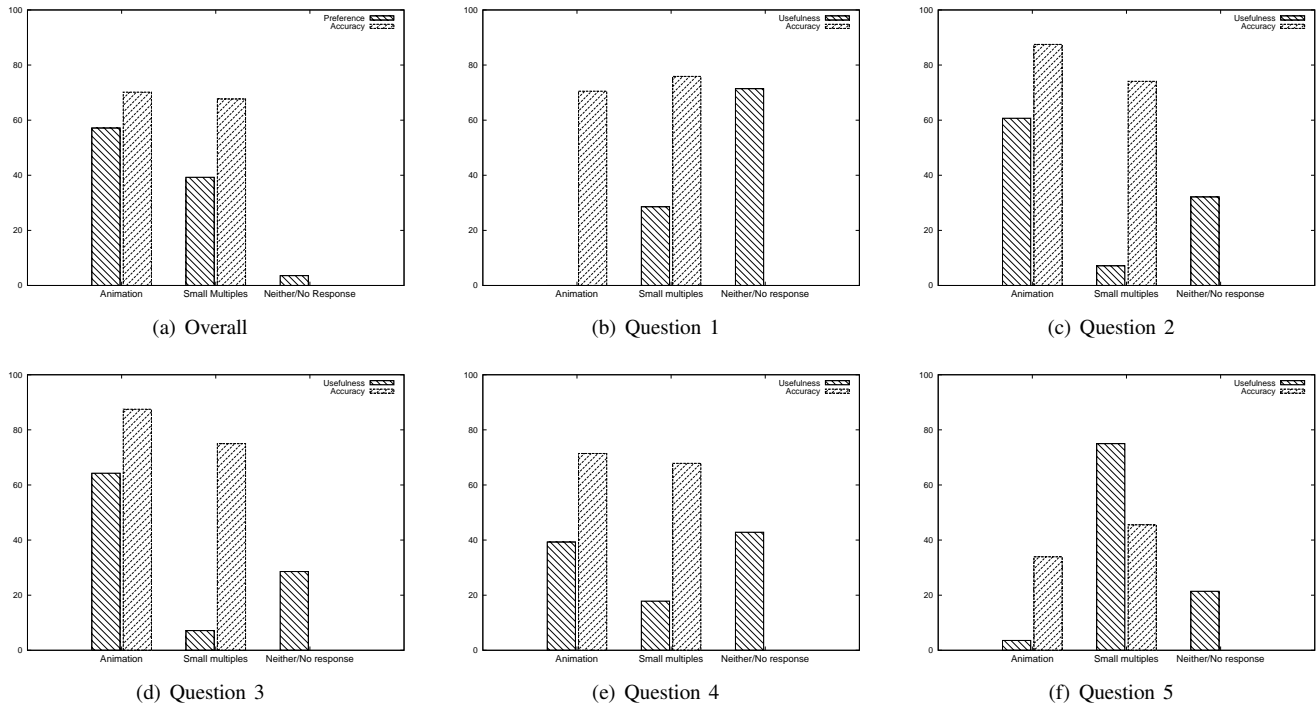 Preference
Accuracy
100
80
60
40
20
0
Animation Small Multiples Neither/No Response
(a) Overall
Usefulness
Accuracy
100
80
60
40
20
0
Animation Small multiples Neither/No response
(b) Question 1
Usefulness
Accuracy
100
80
60
40
20
0
Animation Small multiples Neither/No response
(c) Question 2
Usefulness
Accuracy
100
80
60
40
20
0
Animation Small multiples Neither/No response
(d) Question 3
Usefulness
Accuracy
100
80
60
40
20
0
Animation Small multiples Neither/No response
(e) Question 4
Usefulness
Accuracy
100
80
60
40
20
0
Animation Small multiples Neither/No response
(f) Question 5